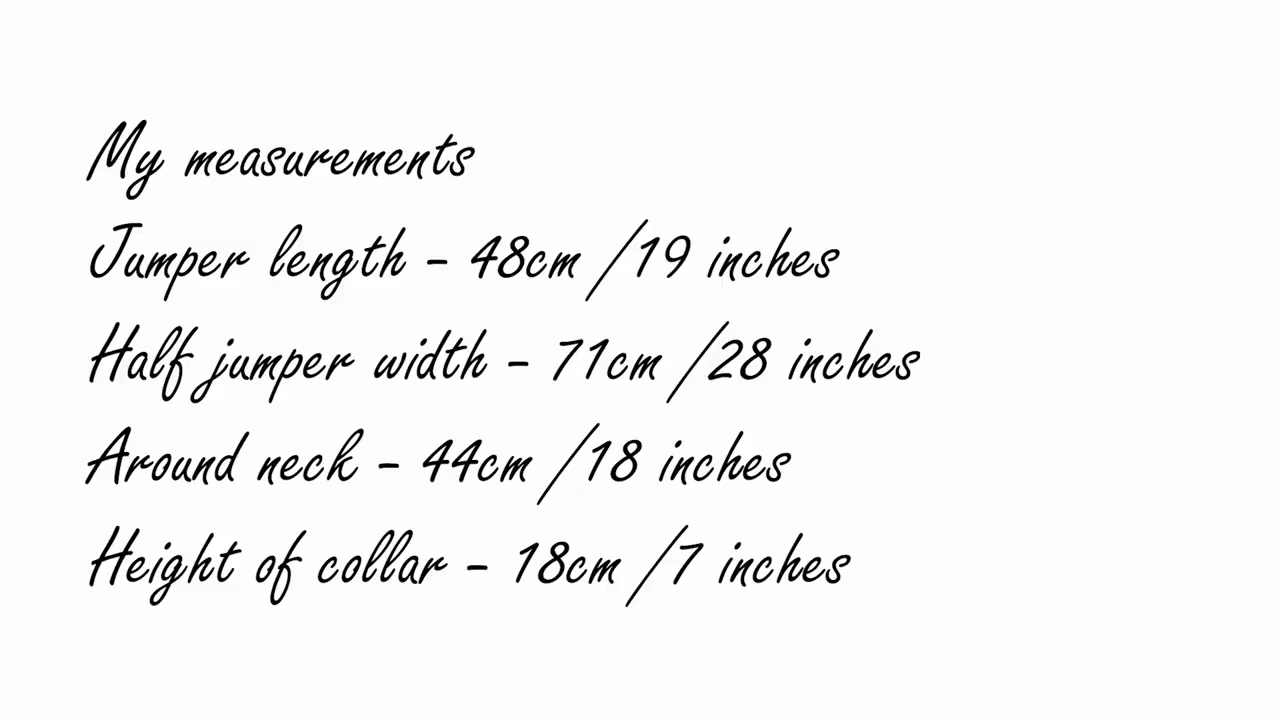 My measurements
Jumper length - 48cm /19 inches
Half jumper width - 71cm /28 inches
Around neck - 44cm /18 inches
Height of collar - 18cm /7 inches